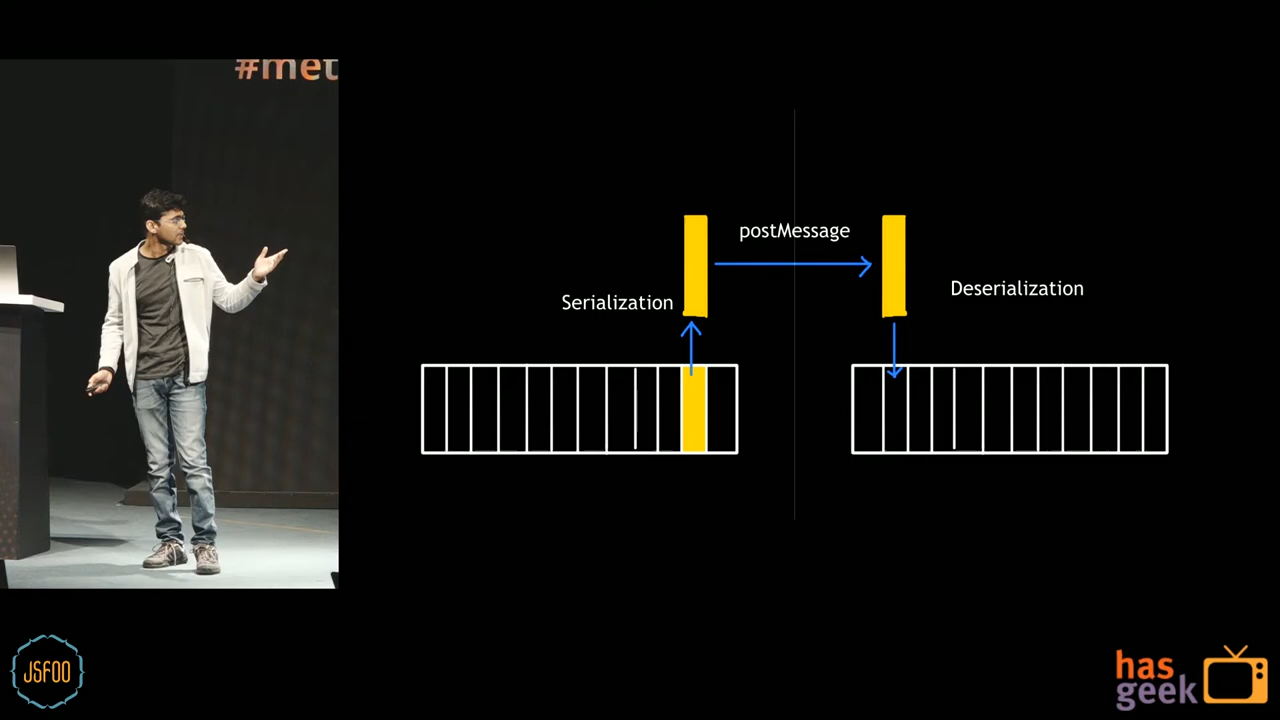 #met
postMessage
Serialization
Deserialization
JSFOO
has
geek